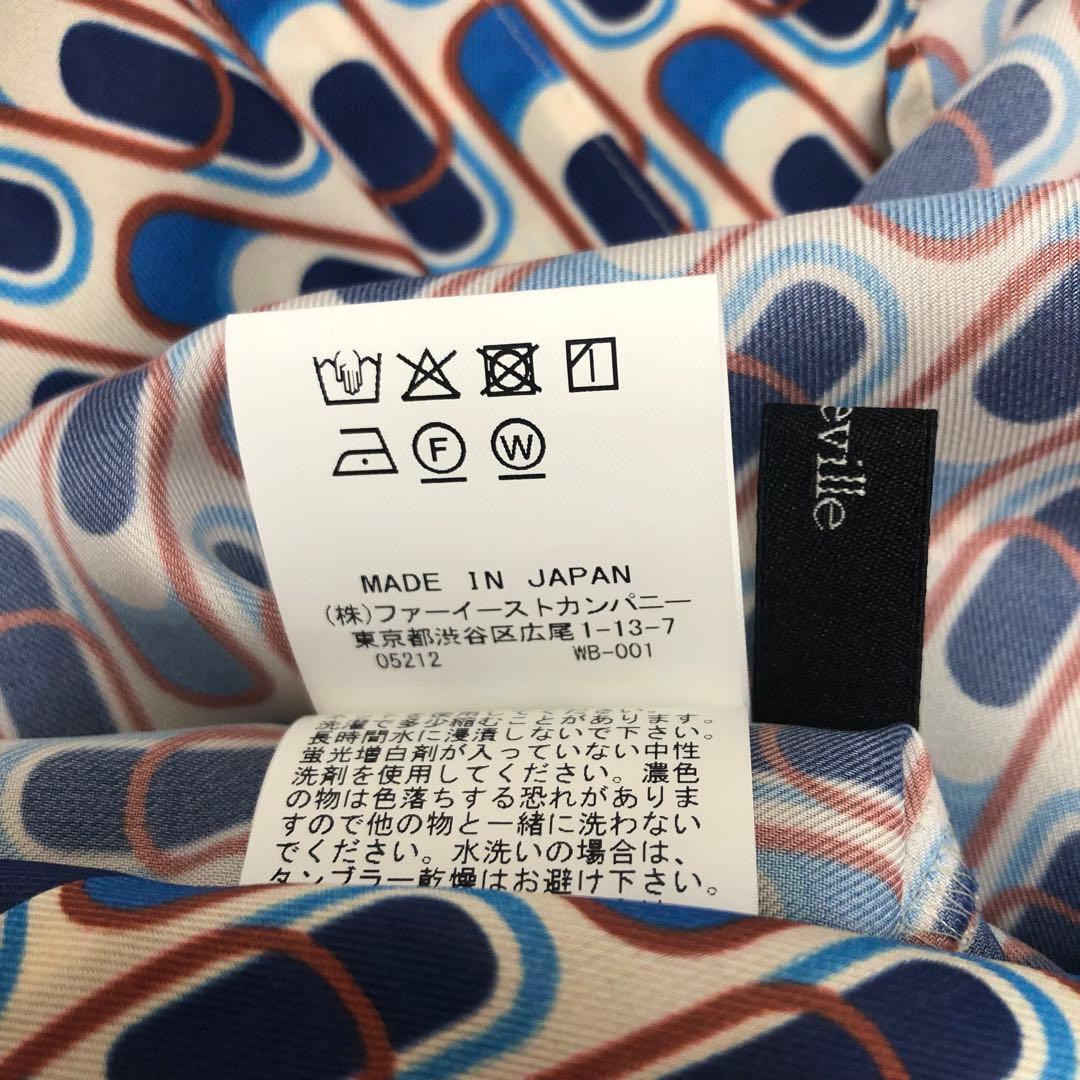 F W
MADE IN JAPAN
(株)ファーイーストカンパニー
東京都渋谷区広尾1-13-7
05212 WB-001
eville
洗濯で多少縮むことがあります。
長時間水に浸漬しないで下さい。
蛍光増白剤が入っていない中性
洗剤を使用してください。濃色
の物は色落ちする恐れがありま
すので他の物と一緒に洗わない
でください。水洗いの場合は、
タンブラー乾燥はお避け下さい。